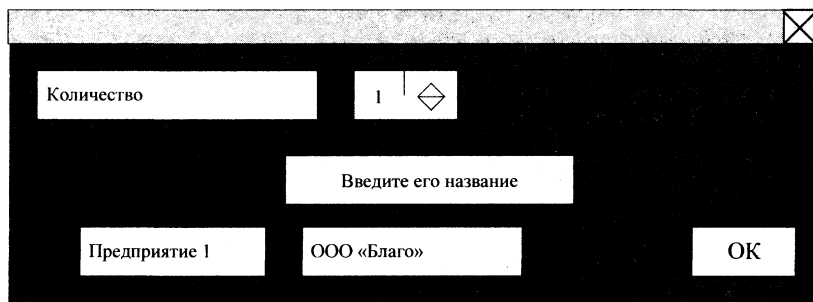 Количество
1
Введите его название
Предприятие 1
ООО «Благо»
ОК